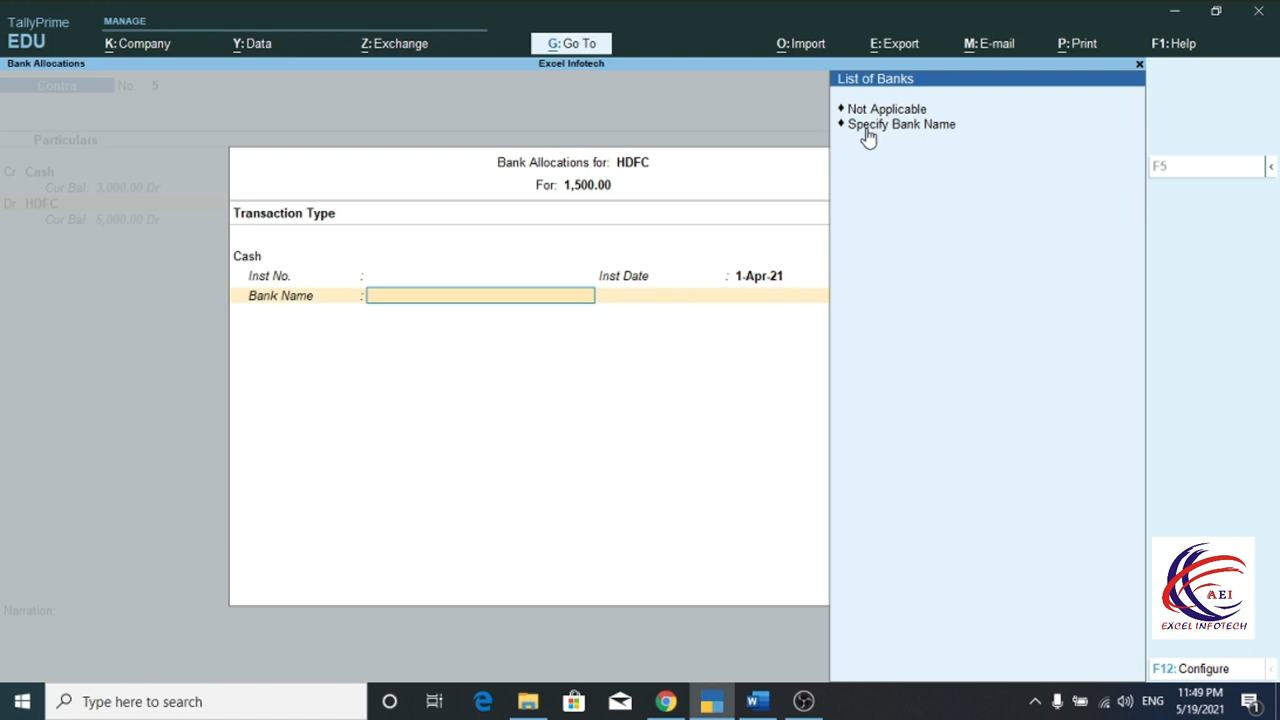 TallyPrime
EDU
MANAGE
K:Company
Y:Data
Z:Exchange
G:Go To
O:Import
E:Export
M:E-mail
P:Print
F1:Help
Bank Allocations
Excel Infotech
Contra
No. 5
Particulars
Cr Cash
Cur Bal: 3,000.00 Dr
Dr HDFC
Cur Bal: 5,000.00 Dr
Bank Allocations for: HDFC
For: 1,500.00
Transaction Type
Cash
Inst No. :
Inst Date : 1-Apr-21
Bank Name :
Narration:
List of Banks
Not Applicable
Specify Bank Name
F5
AEI
EXCEL INFOTECH
F12:Configure
Type here to search
ENG
11:49 PM
5/19/2021
1